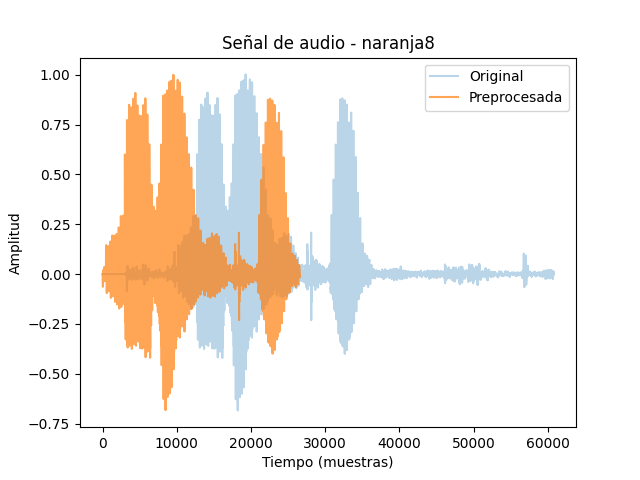 Señal de audio - naranja8
Original
Preprocesada
1.00
0.75
0.50
0.25
0.00
−0.25
−0.50
−0.75
Amplitud
0 10000 20000 30000 40000 50000 60000
Tiempo (muestras)